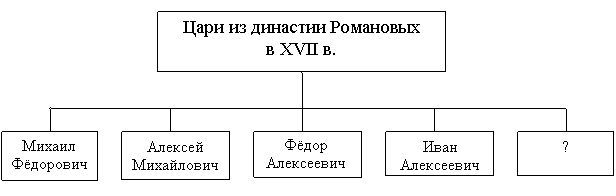 Цари из династии Романовых
в XVII в.
Михаил
Фёдорович
Алексей
Михайлович
Фёдор
Алексеевич
Иван
Алексеевич
?